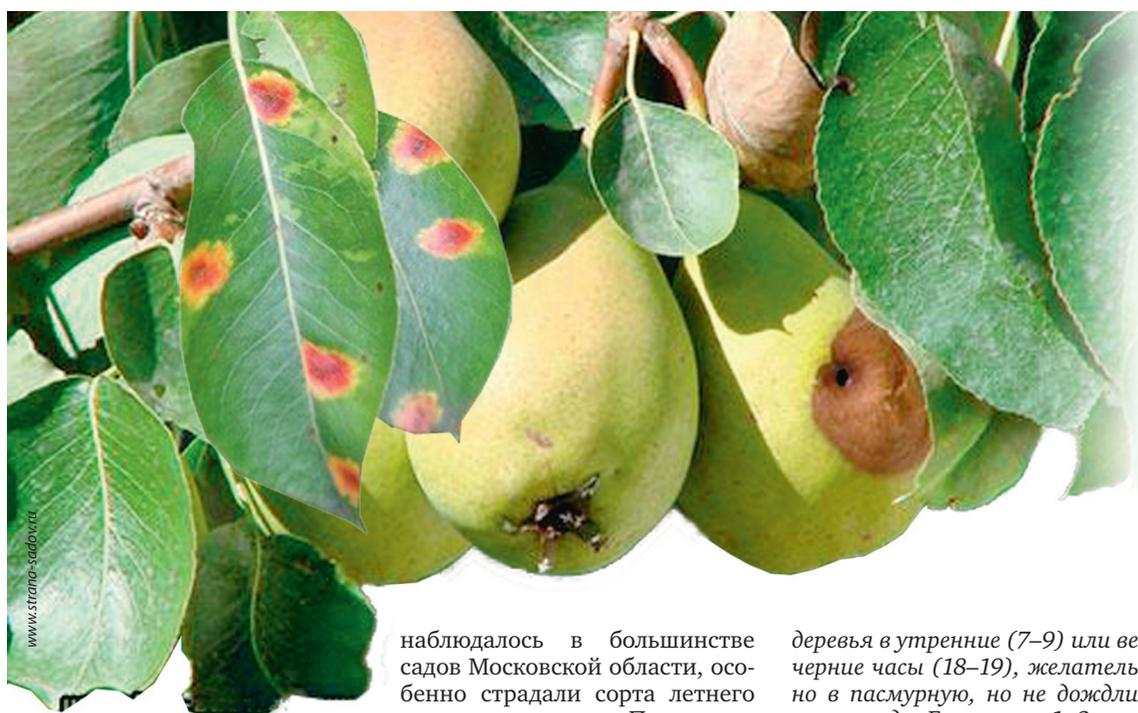 www.strana-sadov.ru
наблюдалось в большинстве
садов Московской области, осо-
бенно страдали сорта летнего
деревья в утренние (7–9) или ве
черние часы (18–19), желатель
но в пасмурную, но не дождли